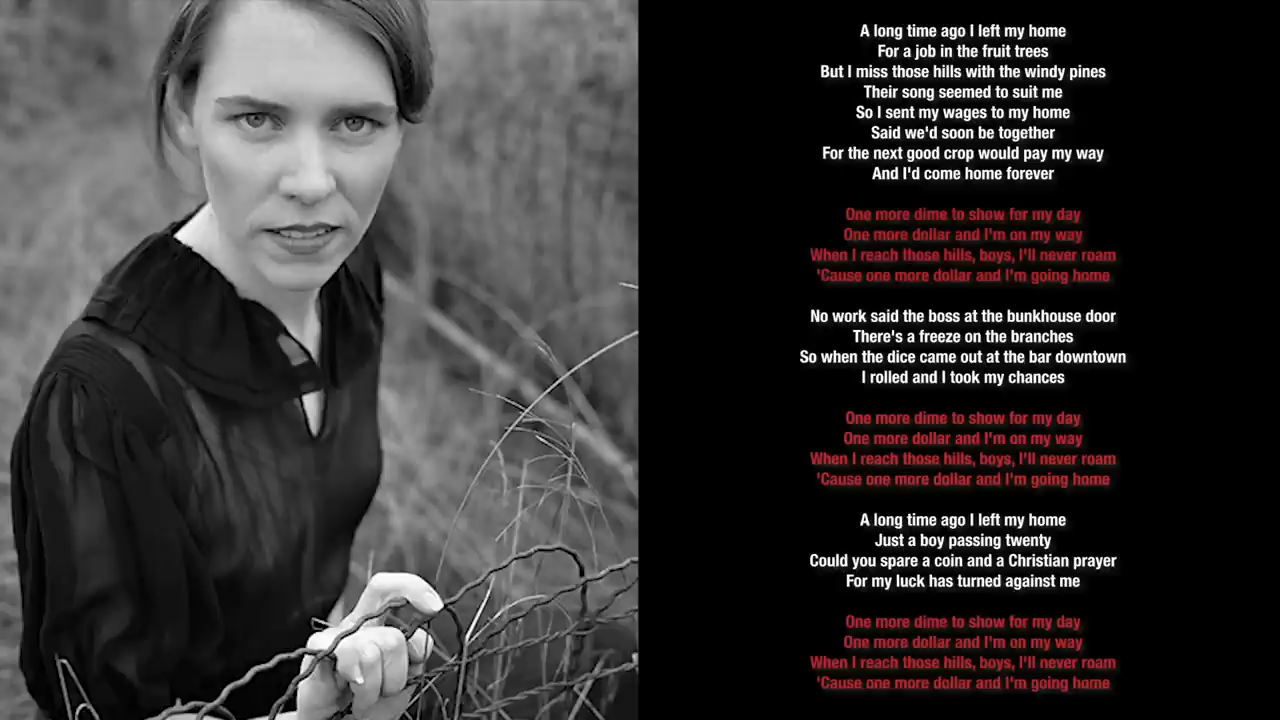 A long time ago I left my home
For a job in the fruit trees
But I miss those hills with the windy pines
Their song seemed to suit me
So I sent my wages to my home
Said we'd soon be together
For the next good crop would pay my way
And I'd come home forever
One more dime to show for my day
One more dollar and I'm on my way
When I reach those hills, boys, I'll never roam
'Cause one more dollar and I'm going home
No work said the boss at the bunkhouse door
There's a freeze on the branches
So when the dice came out at the bar downtown
I rolled and I took my chances
One more dime to show for my day
One more dollar and I'm on my way
When I reach those hills, boys, I'll never roam
'Cause one more dollar and I'm going home
A long time ago I left my home
Just a boy passing twenty
Could you spare a coin and a Christian prayer
For my luck has turned against me
One more dime to show for my day
One more dollar and I'm on my way
When I reach those hills, boys, I'll never roam
'Cause one more dollar and I'm going home